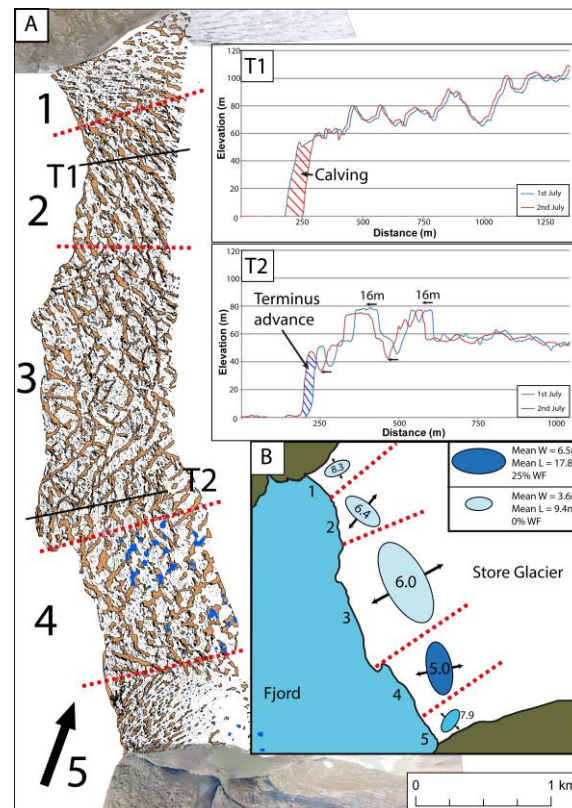 A
1
T1
2
3
T2
4
5
T1
Elevation (m)
120
100
80
60
40
20
0
Calving
1st July
2nd July
0
250
500
750
1000
1250
Distance (m)
T2
Elevation (m)
120
100
80
60
40
20
0
Terminus
advance
16m
16m
1st July
2nd July
0
250
500
750
1000
Distance (m)
B
Mean W = 6.5
Mean L = 17.8
25% WF
Mean W = 3.6
Mean L = 9.4
0% WF
8.3
1
6.4
2
6.0
Store Glacier
3
5.0
4
Fjord
7.9
5
0
1 km